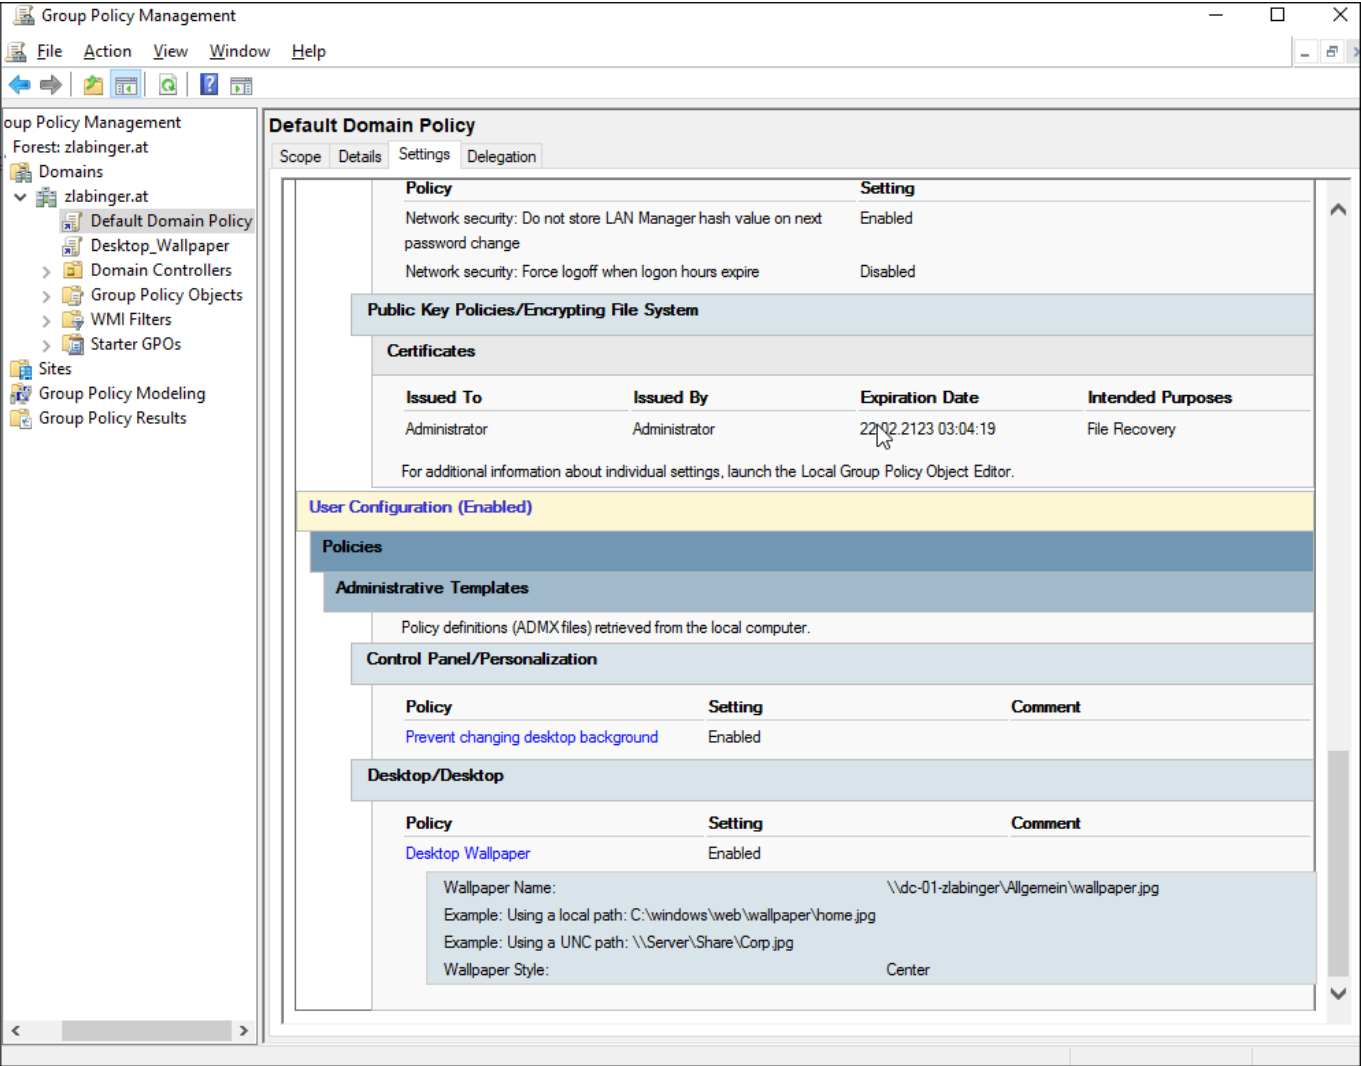 Group Policy Management
File Action View Window Help
oup Policy Management
Forest: zlabinger.at
Domains
zlabinger.at
Default Domain Policy
Desktop_Wallpaper
Domain Controllers
Group Policy Objects
WMI Filters
Starter GPOs
Sites
Group Policy Modeling
Group Policy Results
Default Domain Policy
Scope Details Settings Delegation
Policy Setting
Network security: Do not store LAN Manager hash value on next Enabled
password change
Network security: Force logoff when logon hours expire Disabled
Public Key Policies/Encrypting File System
Certificates
Issued To Issued By Expiration Date Intended Purposes
Administrator Administrator 22.02.2123 03:04:19 File Recovery
For additional information about individual settings, launch the Local Group Policy Object Editor.
User Configuration (Enabled)
Policies
Administrative Templates
Policy definitions (ADMX files) retrieved from the local computer.
Control Panel/Personalization
Policy Setting Comment
Prevent changing desktop background Enabled
Desktop/Desktop
Policy Setting Comment
Desktop Wallpaper Enabled
Wallpaper Name: \\dc-01-zlabinger\Allgemein\wallpaper.jpg
Example: Using a local path: C:\windows\web\wallpaper\home.jpg
Example: Using a UNC path: \\Server\Share\Corp.jpg
Wallpaper Style: Center